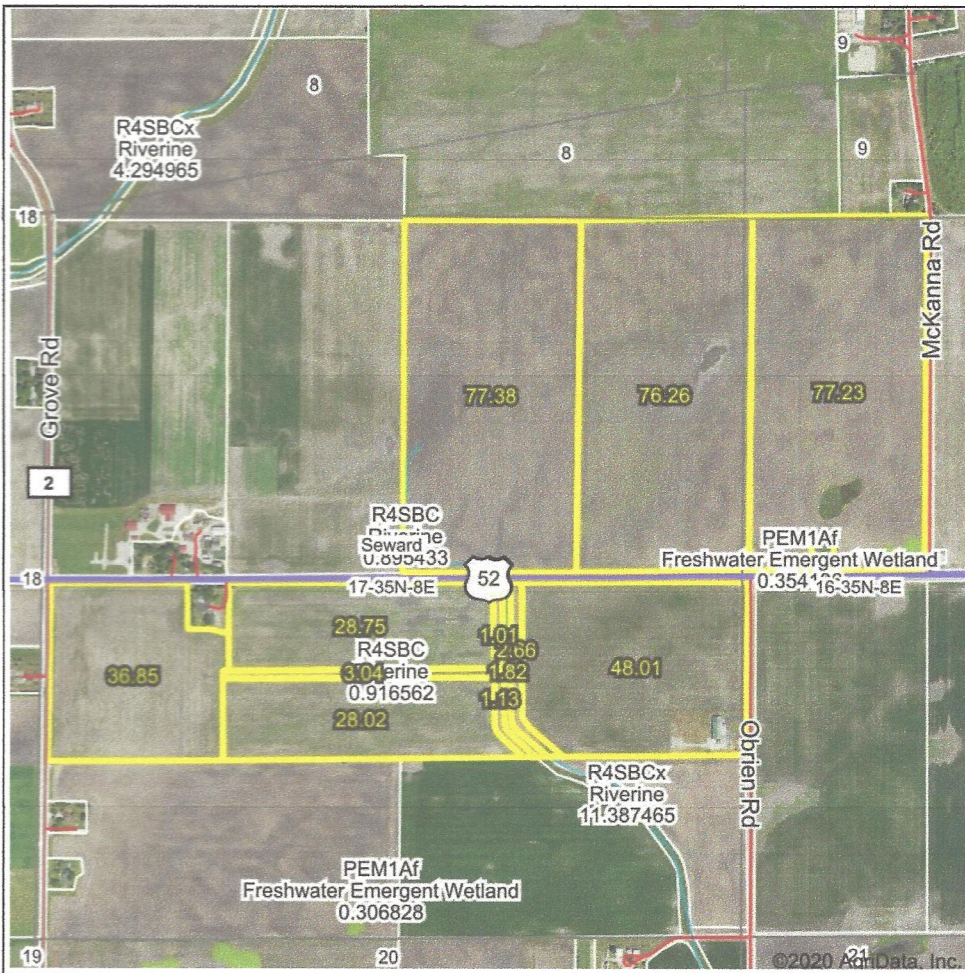 9
8
R4SBCx
Riverine
4.294965
8
9
18
McKanna Rd
Grove Rd
77.38
76.26
77.23
2
R4SBC
Riverine
0.895433
Seward
PEM1Af
Freshwater Emergent Wetland
18
17-35N-8E
52
16-35N-8E
28.75
1.01
2.66
R4SBC
36.85
3.04
1.82
48.01
0.916562
1.13
28.02
Obrien Rd
R4SBCx
Riverine
11.387465
PEM1Af
Freshwater Emergent Wetland
0.306828
19
20
21
©2020 AgriData, Inc.